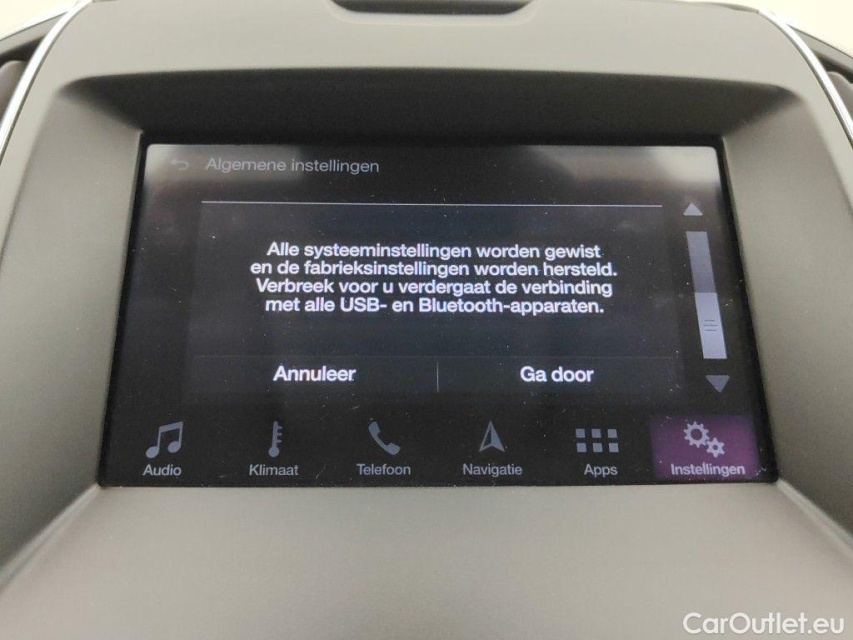 Algemene instellingen
Alle systeeminstellingen worden gewist
en de fabrieksinstellingen worden hersteld.
Verbreek voor u verdergaat de verbinding
met alle USB- en Bluetooth-apparaten.
Annuleer
Ga door
Audio
Klimaat
Telefoon
Navigatie
Apps
Instellingen
CarOutlet.eu